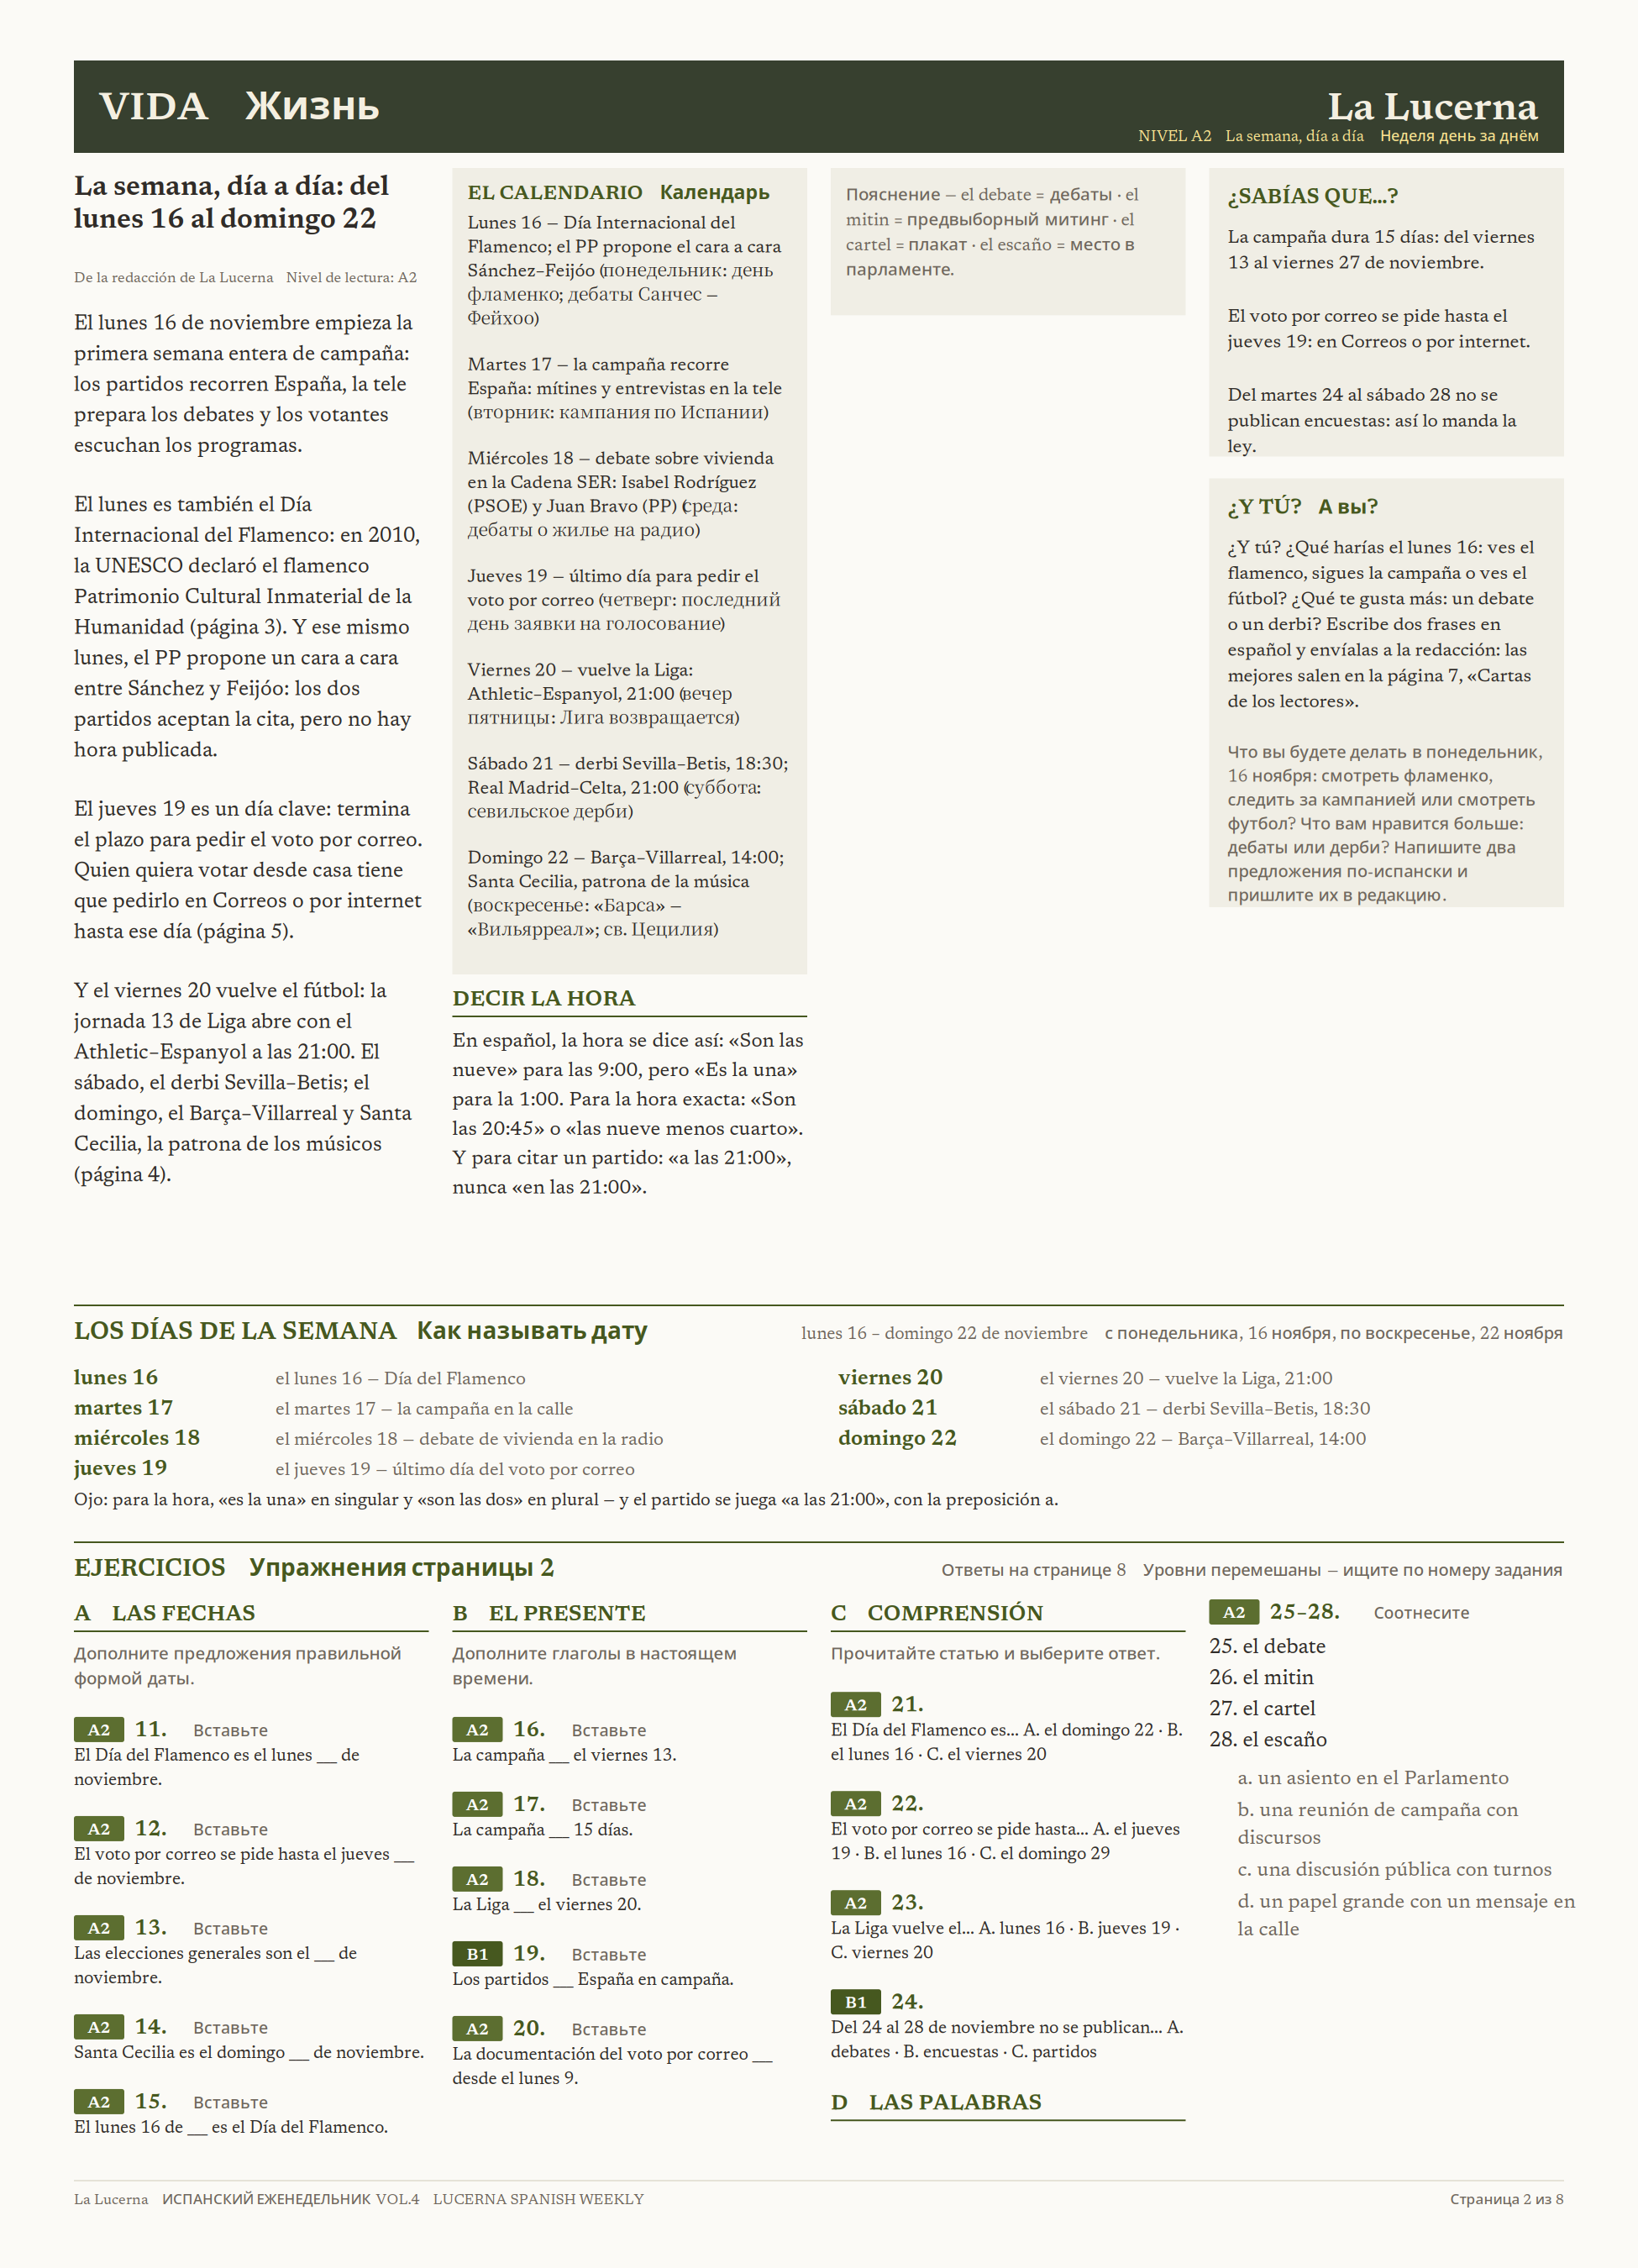 VIDA Жизнь
La Lucerna
NIVEL A2 La semana, día a día Неделя день за днём
La semana, día a día: del
lunes 16 al domingo 22
De la redacción de La Lucerna Nivel de lectura: A2
El lunes 16 de noviembre empieza la
primera semana entera de campaña:
los partidos recorren España, la tele
prepara los debates y los votantes
escuchan los programas.
El lunes es también el Día
Internacional del Flamenco: en 2010,
la UNESCO declaró el flamenco
Patrimonio Cultural Inmaterial de la
Humanidad (página 3). Y ese mismo
lunes, el PP propone un cara a cara
entre Sánchez y Feijóo: los dos
partidos aceptan la cita, pero no hay
hora publicada.
El jueves 19 es un día clave: termina
el plazo para pedir el voto por correo.
Quien quiera votar desde casa tiene
que pedirlo en Correos o por internet
hasta ese día (página 5).
Y el viernes 20 vuelve el fútbol: la
jornada 13 de Liga abre con el
Athletic–Espanyol a las 21:00. El
sábado, el derbi Sevilla–Betis; el
domingo, el Barça–Villarreal y Santa
Cecilia, la patrona de los músicos
(página 4).
EL CALENDARIO Календарь
Lunes 16 — Día Internacional del
Flamenco; el PP propone el cara a cara
Sánchez–Feijóo (понедельник: день
фламенко; дебаты Санчес —
Фейхоо)
Martes 17 — la campaña recorre
España: mítines y entrevistas en la tele
(вторник: кампания по Испании)
Miércoles 18 — debate sobre vivienda
en la Cadena SER: Isabel Rodríguez
(PSOE) y Juan Bravo (PP) (среда:
дебаты о жилье на радио)
Jueves 19 — último día para pedir el
voto por correo (четверг: последний
день заявки на голосование)
Viernes 20 — vuelve la Liga:
Athletic–Espanyol, 21:00 (вечер
пятницы: Лига возвращается)
Sábado 21 — derbi Sevilla–Betis, 18:30;
Real Madrid–Celta, 21:00 (суббота:
севильское дерби)
Domingo 22 — Barça–Villarreal, 14:00;
Santa Cecilia, patrona de la música
(воскресенье: «Барса» —
«Вильярреал»; св. Цецилия)
DECIR LA HORA
En español, la hora se dice así: «Son las
nueve» para las 9:00, pero «Es la una»
para la 1:00. Para la hora exacta: «Son
las 20:45» o «las nueve menos cuarto».
Y para citar un partido: «a las 21:00»,
nunca «en las 21:00».
Пояснение — el debate = дебаты · el
mitin = предвыборный митинг · el
cartel = плакат · el escaño = место в
парламенте.
¿SABÍAS QUE...?
La campaña dura 15 días: del viernes
13 al viernes 27 de noviembre.
El voto por correo se pide hasta el
jueves 19: en Correos o por internet.
Del martes 24 al sábado 28 no se
publican encuestas: así lo manda la
ley.
¿Y TÚ? А вы?
¿Y tú? ¿Qué harías el lunes 16: ves el
flamenco, sigues la campaña o ves el
fútbol? ¿Qué te gusta más: un debate
o un derbi? Escribe dos frases en
español y envíalas a la redacción: las
mejores salen en la página 7, «Cartas
de los lectores».
Что вы будете делать в понедельник,
16 ноября: смотреть фламенко,
следить за кампанией или смотреть
футбол? Что вам нравится больше:
дебаты или дерби? Напишите два
предложения по-испански и
пришлите их в редакцию.
LOS DÍAS DE LA SEMANA Как называть дату
lunes 16 – domingo 22 de noviembre с понедельника, 16 ноября, по воскресенье, 22 ноября
lunes 16 el lunes 16 — Día del Flamenco
martes 17 el martes 17 — la campaña en la calle
miércoles 18 el miércoles 18 — debate de vivienda en la radio
jueves 19 el jueves 19 — último día del voto por correo
viernes 20 el viernes 20 — vuelve la Liga, 21:00
sábado 21 el sábado 21 — derbi Sevilla–Betis, 18:30
domingo 22 el domingo 22 — Barça–Villarreal, 14:00
Ojo: para la hora, «es la una» en singular y «son las dos» en plural — y el partido se juega «a las 21:00», con la preposición a.
EJERCICIOS Упражнения страницы 2
Ответы на странице 8 Уровни перемешаны — ищите по номеру задания
A LAS FECHAS
Дополните предложения правильной
формой даты.
A2 11. Вставьте
El Día del Flamenco es el lunes __ de
noviembre.
A2 12. Вставьте
El voto por correo se pide hasta el jueves __
de noviembre.
A2 13. Вставьте
Las elecciones generales son el __ de
noviembre.
A2 14. Вставьте
Santa Cecilia es el domingo __ de noviembre.
A2 15. Вставьте
El lunes 16 de __ es el Día del Flamenco.
B EL PRESENTE
Дополните глаголы в настоящем
времени.
A2 16. Вставьте
La campaña __ el viernes 13.
A2 17. Вставьте
La campaña __ 15 días.
A2 18. Вставьте
La Liga __ el viernes 20.
B1 19. Вставьте
Los partidos __ España en campaña.
A2 20. Вставьте
La documentación del voto por correo __
desde el lunes 9.
C COMPRENSIÓN
Прочитайте статью и выберите ответ.
A2 21.
El Día del Flamenco es... A. el domingo 22 · B.
el lunes 16 · C. el viernes 20
A2 22.
El voto por correo se pide hasta... A. el jueves
19 · B. el lunes 16 · C. el domingo 29
A2 23.
La Liga vuelve el... A. lunes 16 · B. jueves 19 ·
C. viernes 20
B1 24.
Del 24 al 28 de noviembre no se publican... A.
debates · B. encuestas · C. partidos
D LAS PALABRAS
A2 25–28. Соотнесите
25. el debate
26. el mitin
27. el cartel
28. el escaño
a. un asiento en el Parlamento
b. una reunión de campaña con
discursos
c. una discusión pública con turnos
d. un papel grande con un mensaje en
la calle
La Lucerna ИСПАНСКИЙ ЕЖЕНЕДЕЛЬНИК VOL.4 LUCERNA SPANISH WEEKLY
Страница 2 из 8